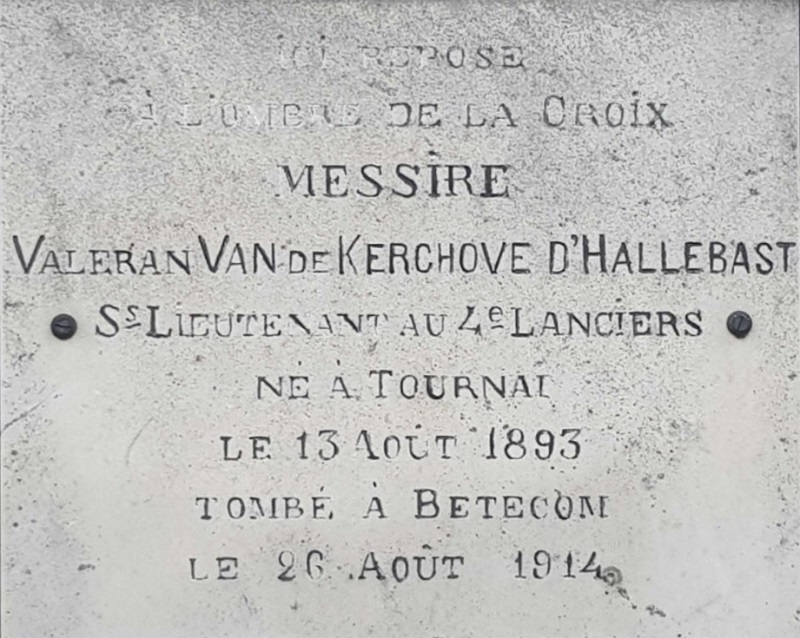 ICI REPOSE
À L'OMBRE DE LA CROIX
MESSIRE
VALERAN VAN DE KERCHOVE D'HALLEBAST
Ss LIEUTENANT AU 4e LANCIERS
NÉ À TOURNAI
LE 13 AOÛT 1893
TOMBÉ À BETECOM
LE 26 AOÛT 1914